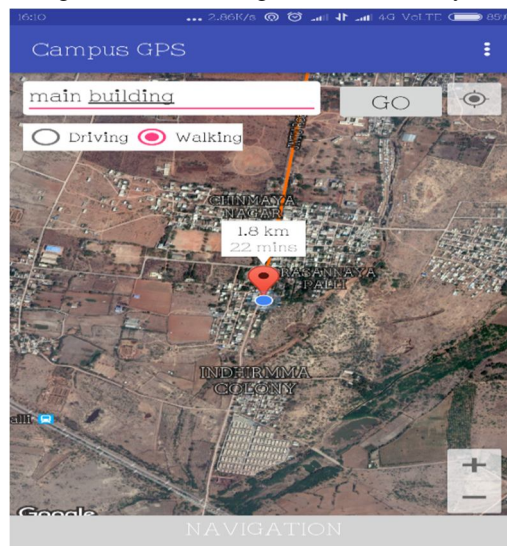 16:10 ... 2.86K/s 4G VoLTE 85%
Campus GPS
main building
GO
Driving Walking
CHINMAYA
NAGAR
1.8 km
22 mins
RASANNAYA
PALLI
INDHIRMMA
COLONY
Google
NAVIGATION